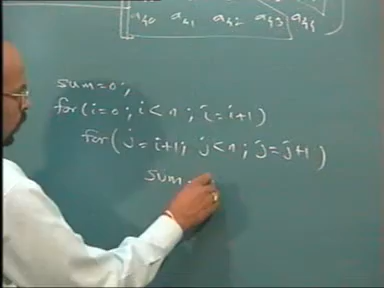 a40 a41 a42 a43 a44
sum=0;
for(i=0; i<n; i=i+1)
for(j=i+1; j<n; j=j+1)
sum